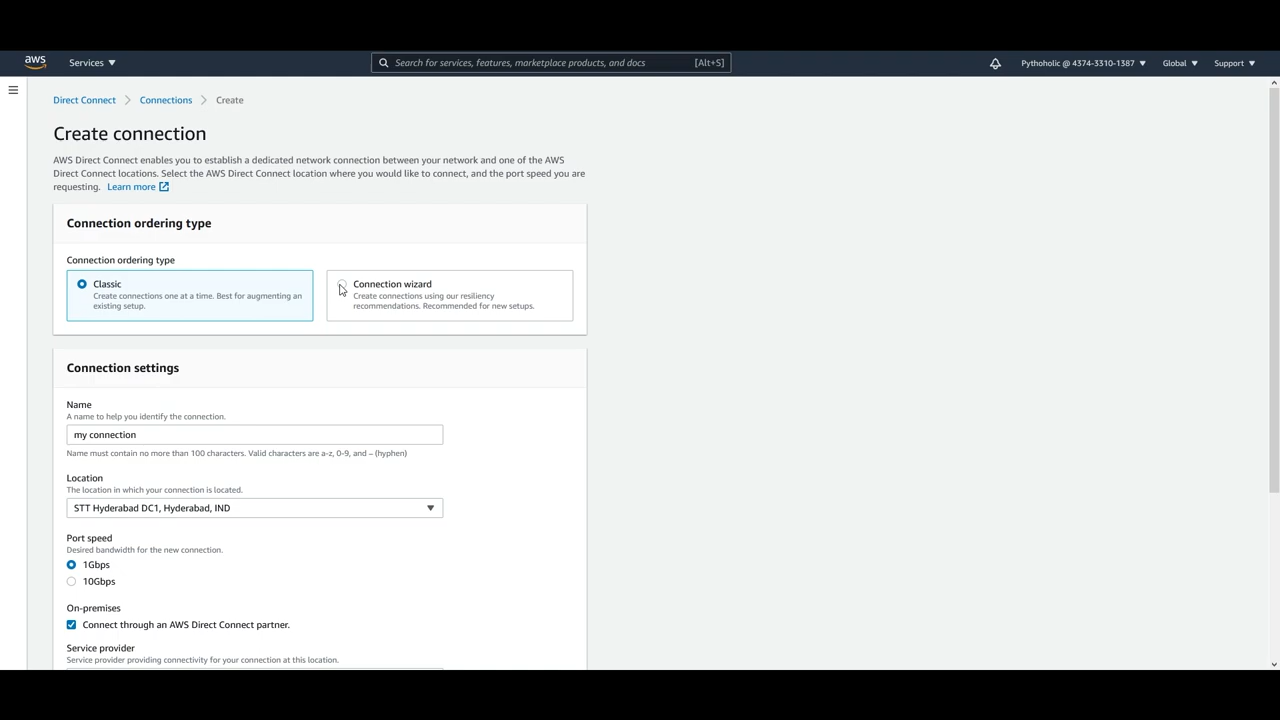 aws
Services
Search for services, features, marketplace products, and docs [Alt+S]
Pythoholic @ 4374-3310-1387
Global
Support
Direct Connect > Connections > Create
Create connection
AWS Direct Connect enables you to establish a dedicated network connection between your network and one of the AWS
Direct Connect locations. Select the AWS Direct Connect location where you would like to connect, and the port speed you are
requesting. Learn more
Connection ordering type
Connection ordering type
Classic
Create connections one at a time. Best for augmenting an
existing setup.
Connection wizard
Create connections using our resiliency
recommendations. Recommended for new setups.
Connection settings
Name
A name to help you identify the connection.
my connection
Name must contain no more than 100 characters. Valid characters are a-z, 0-9, and – (hyphen)
Location
The location in which your connection is located.
STT Hyderabad DC1, Hyderabad, IND
Port speed
Desired bandwidth for the new connection.
1Gbps
10Gbps
On-premises
Connect through an AWS Direct Connect partner.
Service provider
Service provider providing connectivity for your connection at this location.